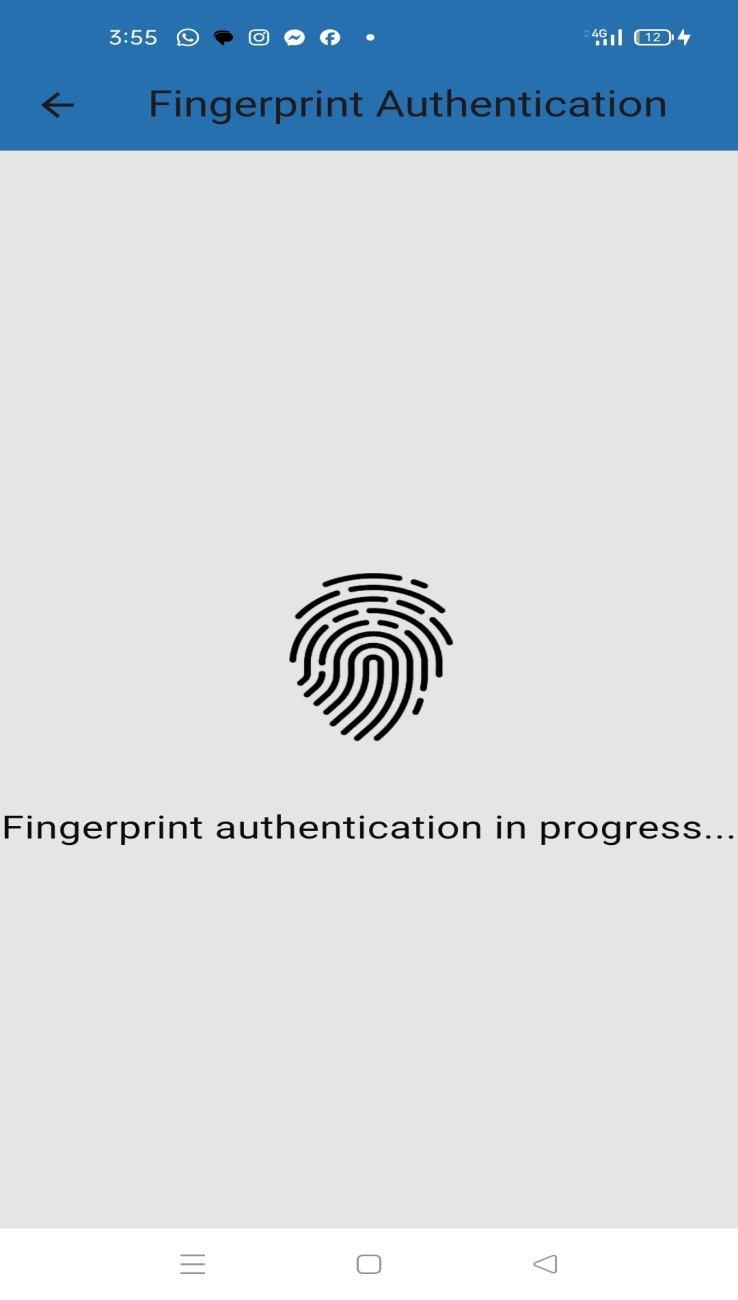 3:55 4G 12
Fingerprint Authentication
Fingerprint authentication in progress...